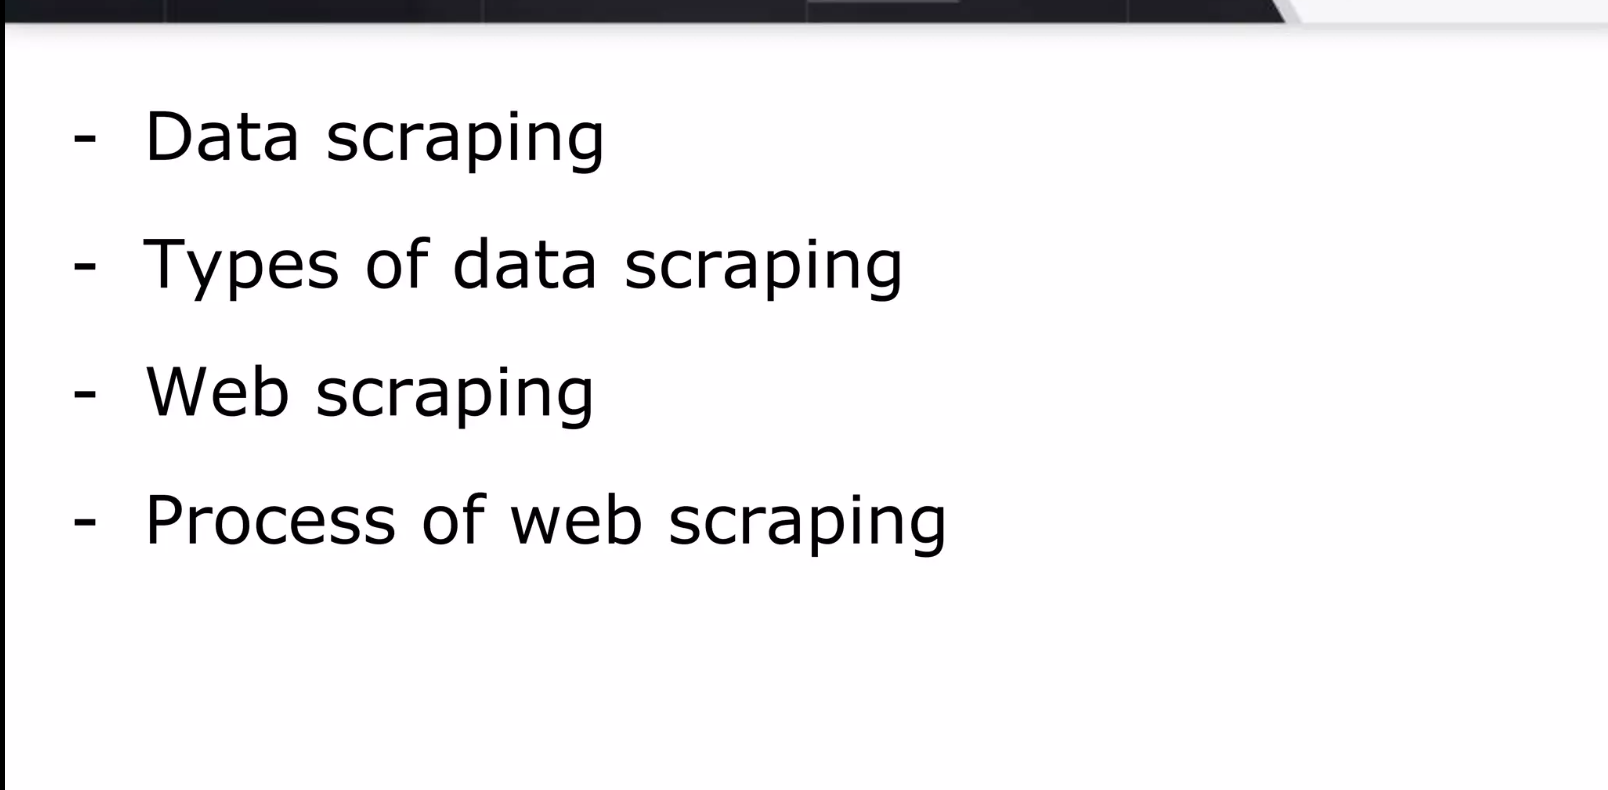 - Data scraping
- Types of data scraping
- Web scraping
- Process of web scraping